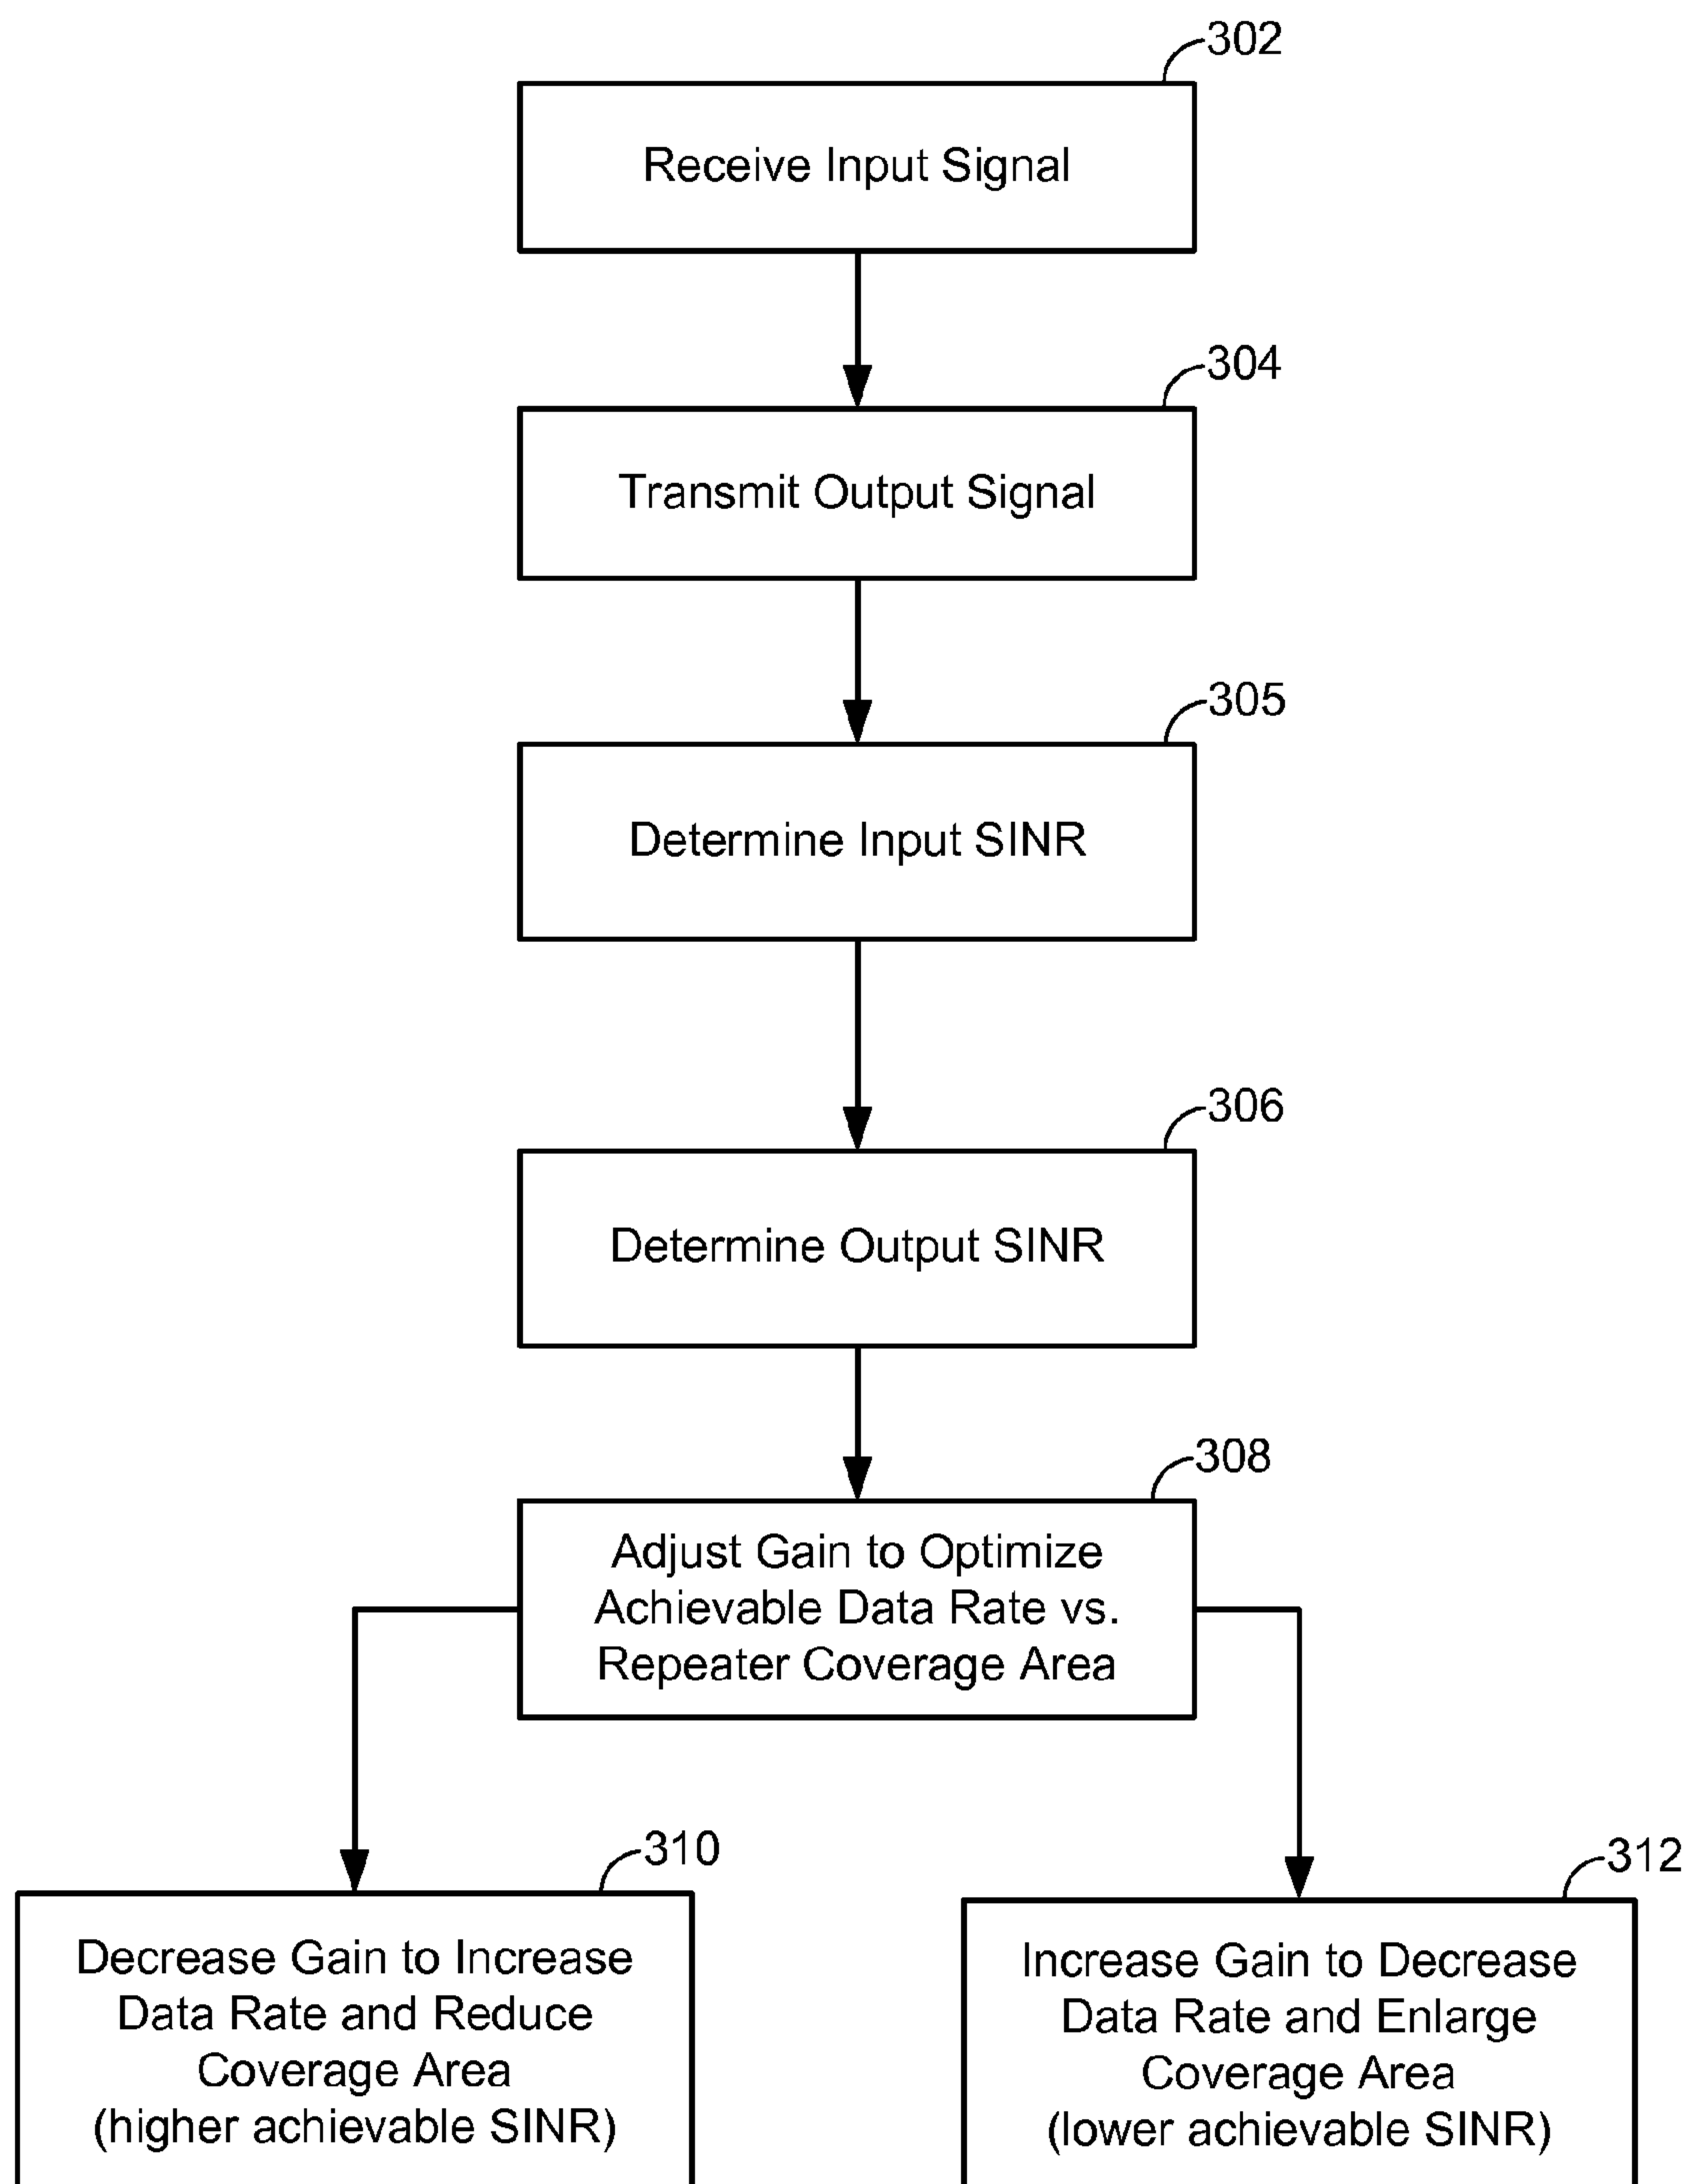 302
Receive Input Signal
304
Transmit Output Signal
305
Determine Input SINR
306
Determine Output SINR
308
Adjust Gain to Optimize
Achievable Data Rate vs.
Repeater Coverage Area
310
Decrease Gain to Increase
Data Rate and Reduce
Coverage Area
(higher achievable SINR)
312
Increase Gain to Decrease
Data Rate and Enlarge
Coverage Area
(lower achievable SINR)